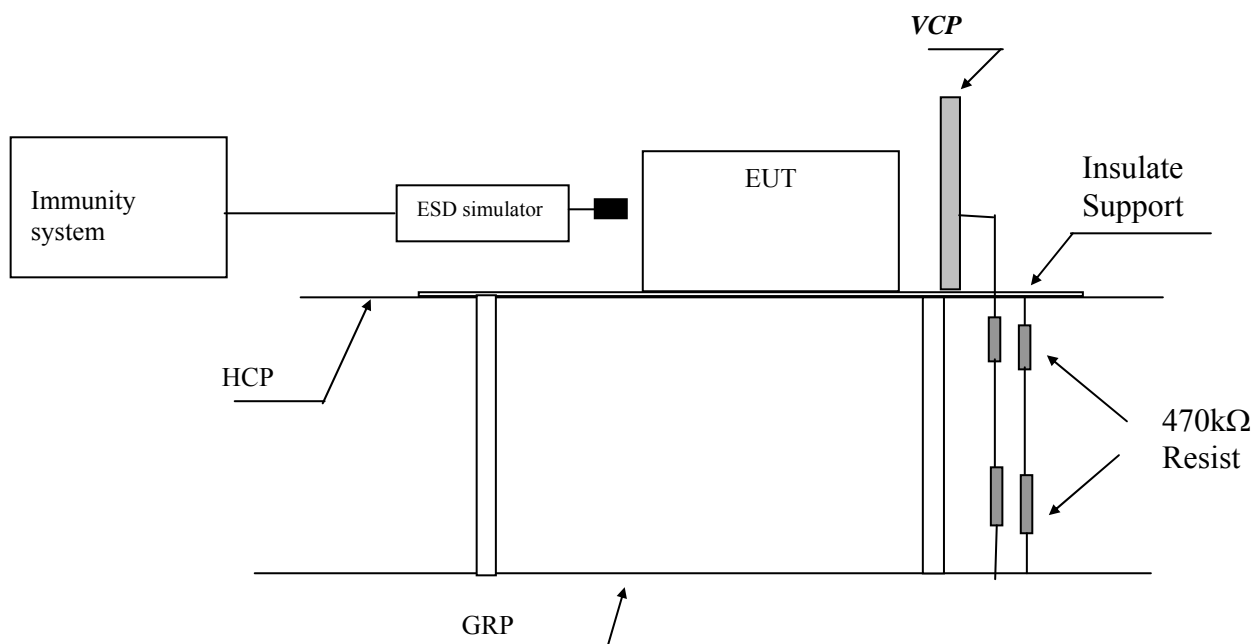 VCP
Immunity
system
ESD simulator
EUT
Insulate
Support
HCP
470kΩ
Resist
GRP